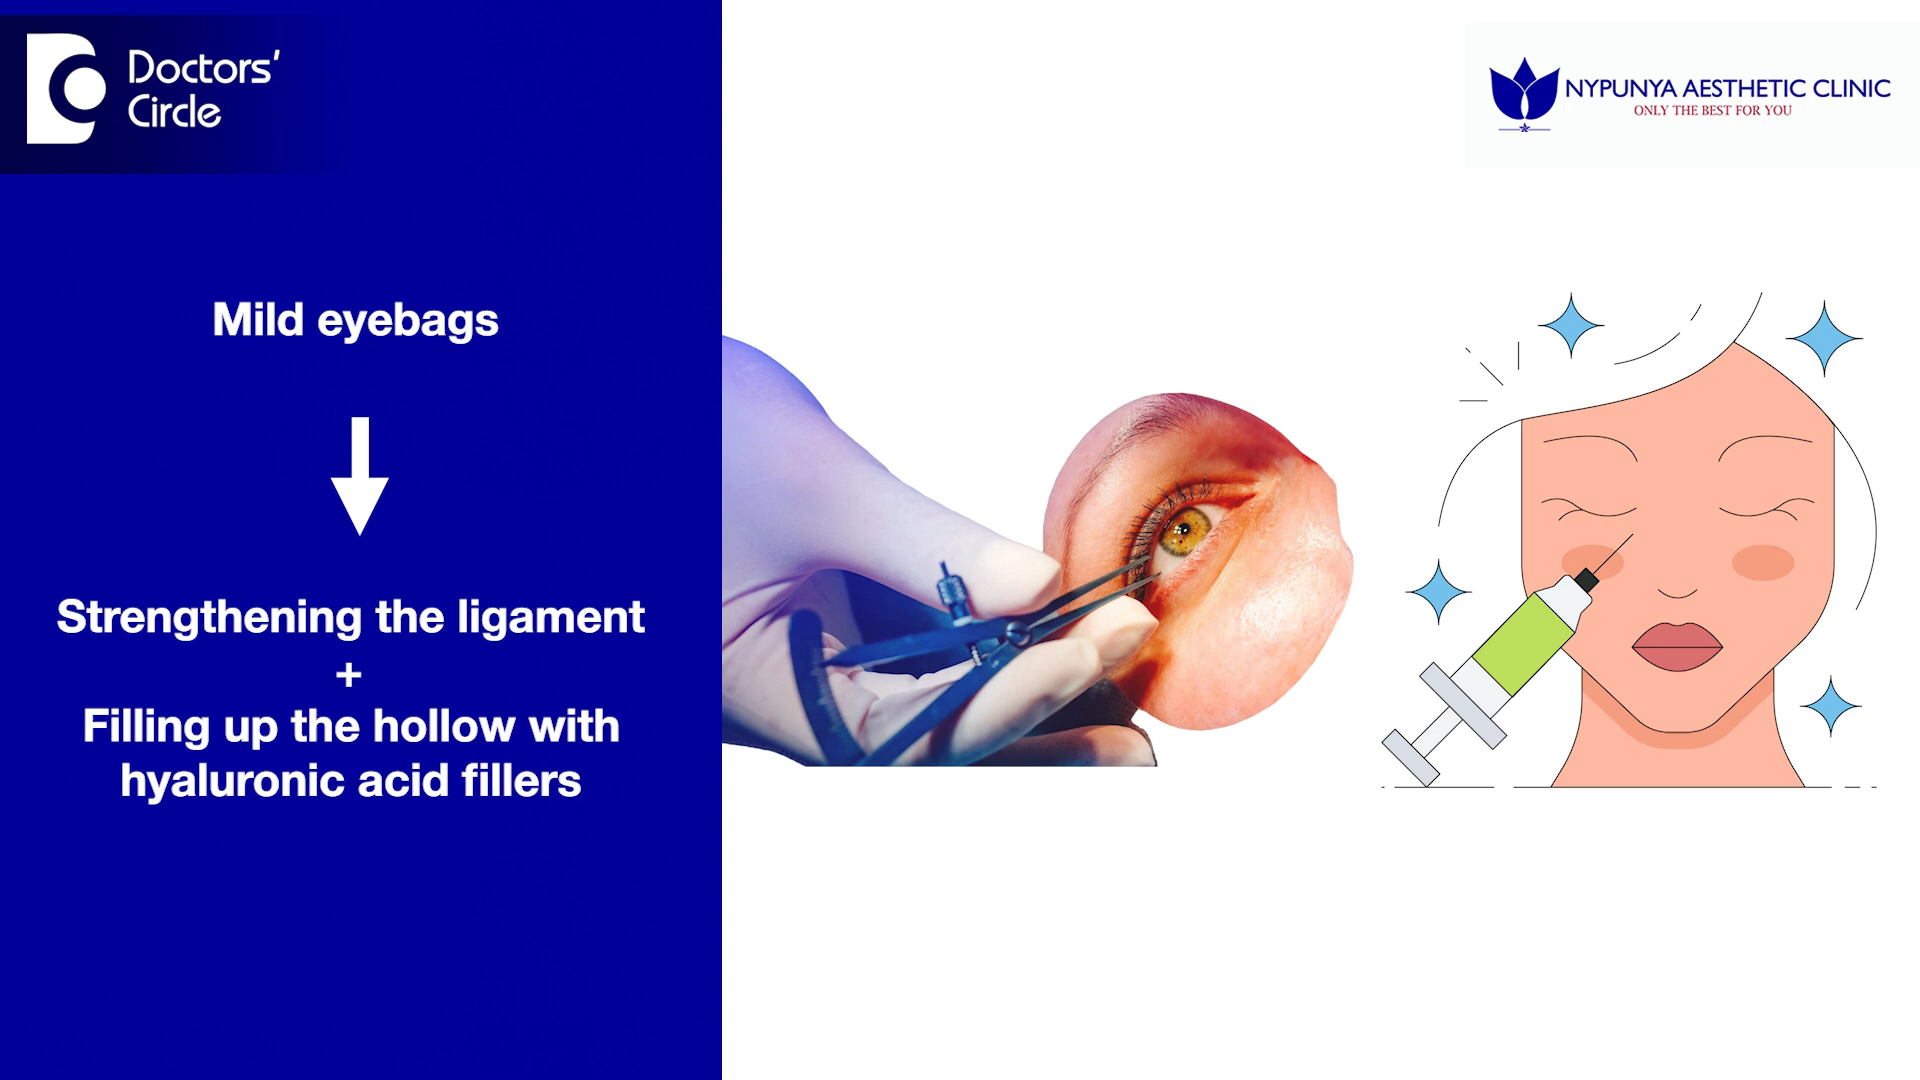 Doctors'
Circle
NYPUNYA AESTHETIC CLINIC
ONLY THE BEST FOR YOU
Mild eyebags
Strengthening the ligament
+
Filling up the hollow with
hyaluronic acid fillers